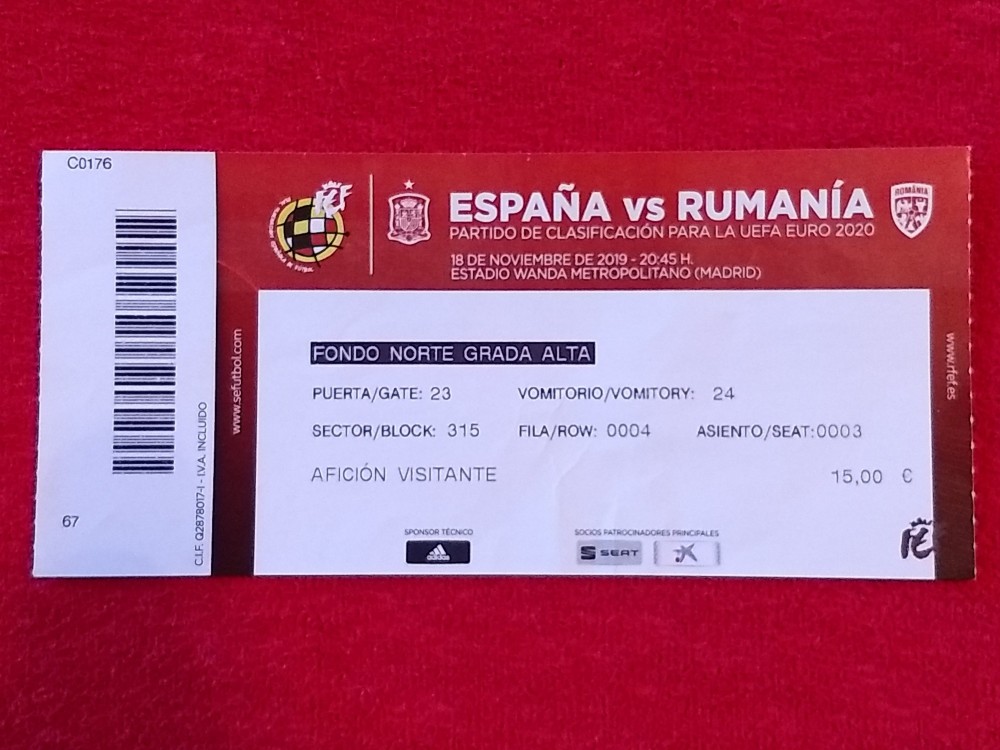 C0176
67
C.I.F. Q2878017-I - I.V.A. INCLUIDO
www.sefutbol.com
ESPAÑA vs RUMANÍA
PARTIDO DE CLASIFICACIÓN PARA LA UEFA EURO 2020
18 DE NOVIEMBRE DE 2019 - 20:45 H.
ESTADIO WANDA METROPOLITANO (MADRID)
ROMÂNIA
FONDO NORTE GRADA ALTA
PUERTA/GATE: 23 VOMITORIO/VOMITORY: 24
SECTOR/BLOCK: 315 FILA/ROW: 0004 ASIENTO/SEAT:0003
AFICIÓN VISITANTE 15,00 €
SPONSOR TÉCNICO
adidas
SOCIOS PATROCINADORES PRINCIPALES
SEAT
www.rfef.es